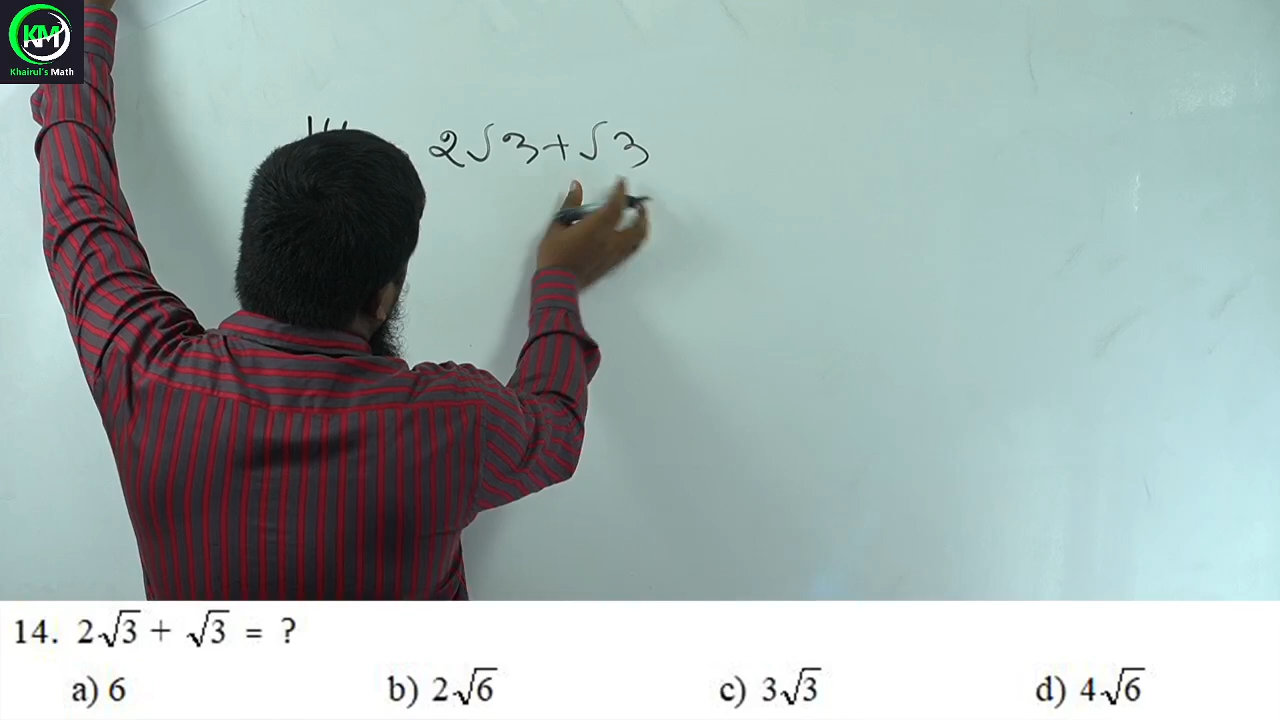 KM
Khairul's Math
2√3+√3
14. 2√3 + √3 = ?
a) 6 b) 2√6 c) 3√3 d) 4√6